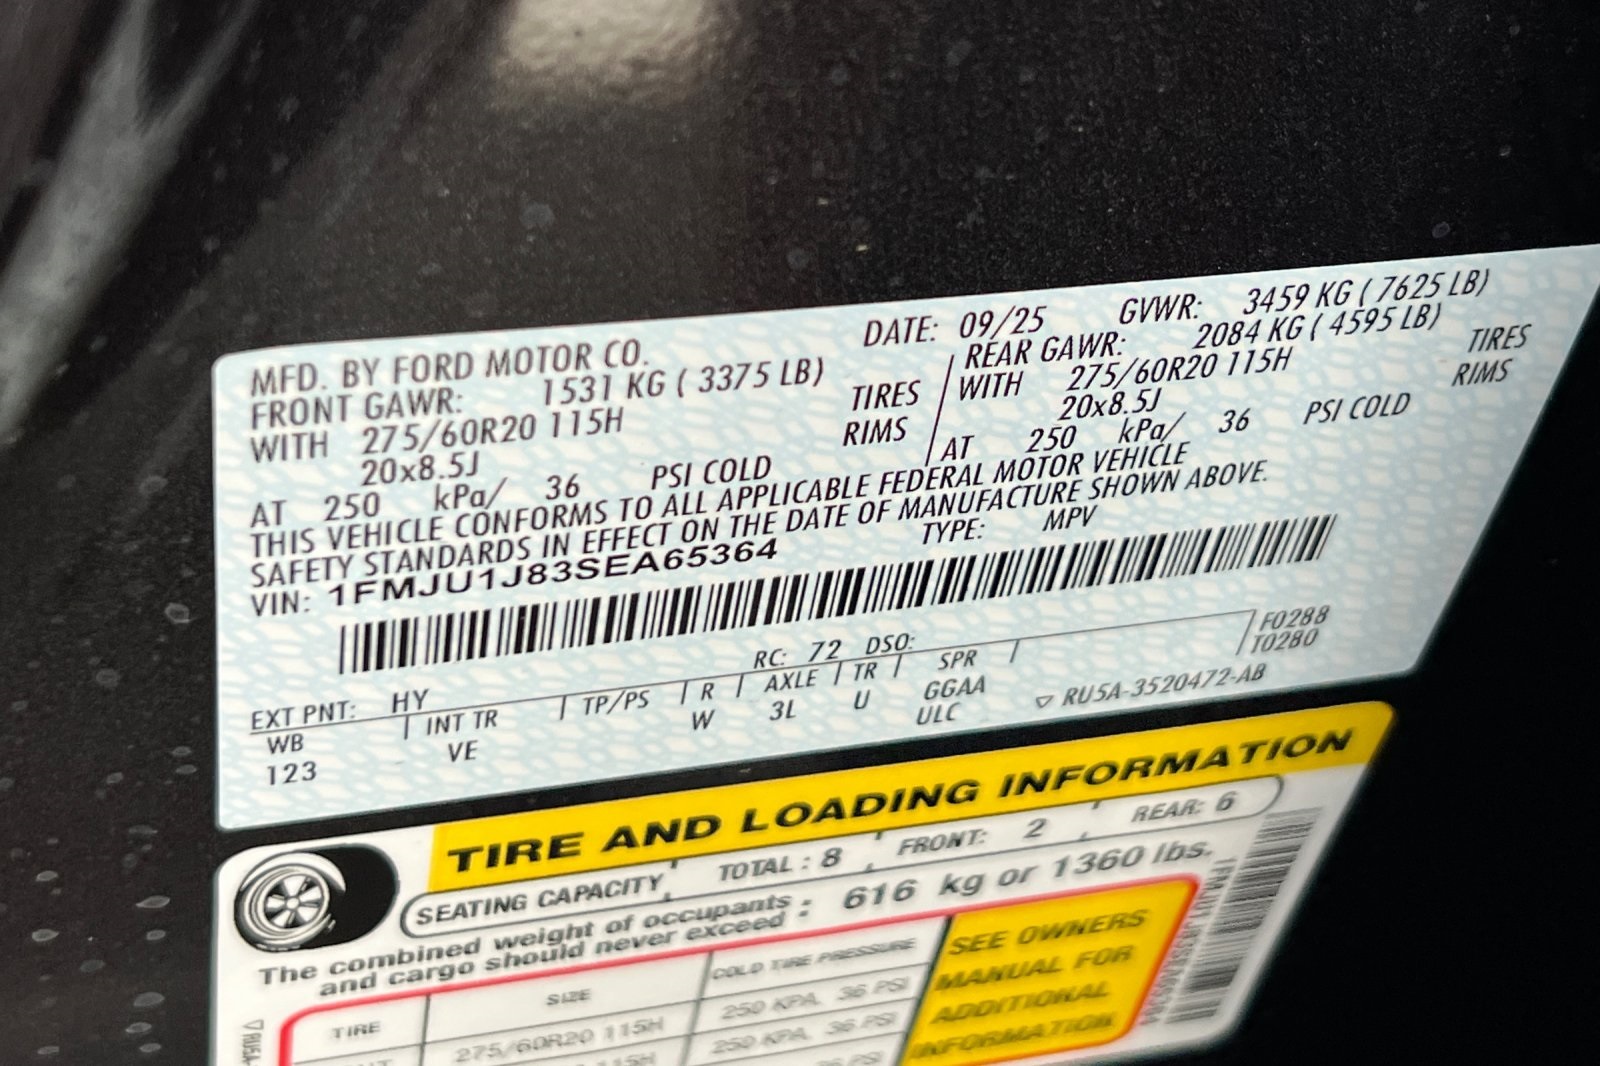 MFD. BY FORD MOTOR CO. DATE: 09/25 GVWR: 3459 KG ( 7625 LB)
FRONT GAWR: 1531 KG ( 3375 LB) REAR GAWR: 2084 KG ( 4595 LB)
WITH 275/60R20 115H TIRES WITH 275/60R20 115H TIRES
20x8.5J RIMS 20x8.5J RIMS
AT 250 kPa/ 36 PSI COLD AT 250 kPa/ 36 PSI COLD
THIS VEHICLE CONFORMS TO ALL APPLICABLE FEDERAL MOTOR VEHICLE
SAFETY STANDARDS IN EFFECT ON THE DATE OF MANUFACTURE SHOWN ABOVE.
VIN: 1FMJU1J83SEA65364 TYPE: MPV
EXT PNT: HY RC: 72 DSO:
WB INT TR TP/PS R AXLE TR SPR F0288
123 VE W 3L U GGAA T0280
ULC ▽ RU5A-3520472-AB
TIRE AND LOADING INFORMATION
SEATING CAPACITY TOTAL : 8 FRONT: 2 REAR: 6
The combined weight of occupants : 616 kg or 1360 lbs.
and cargo should never exceed :
TIRE SIZE COLD TIRE PRESSURE
275/60R20 115H 250 KPA, 36 PSI
115H 250 KPA, 36 PSI
SEE OWNERS
MANUAL FOR
ADDITIONAL
INFORMATION